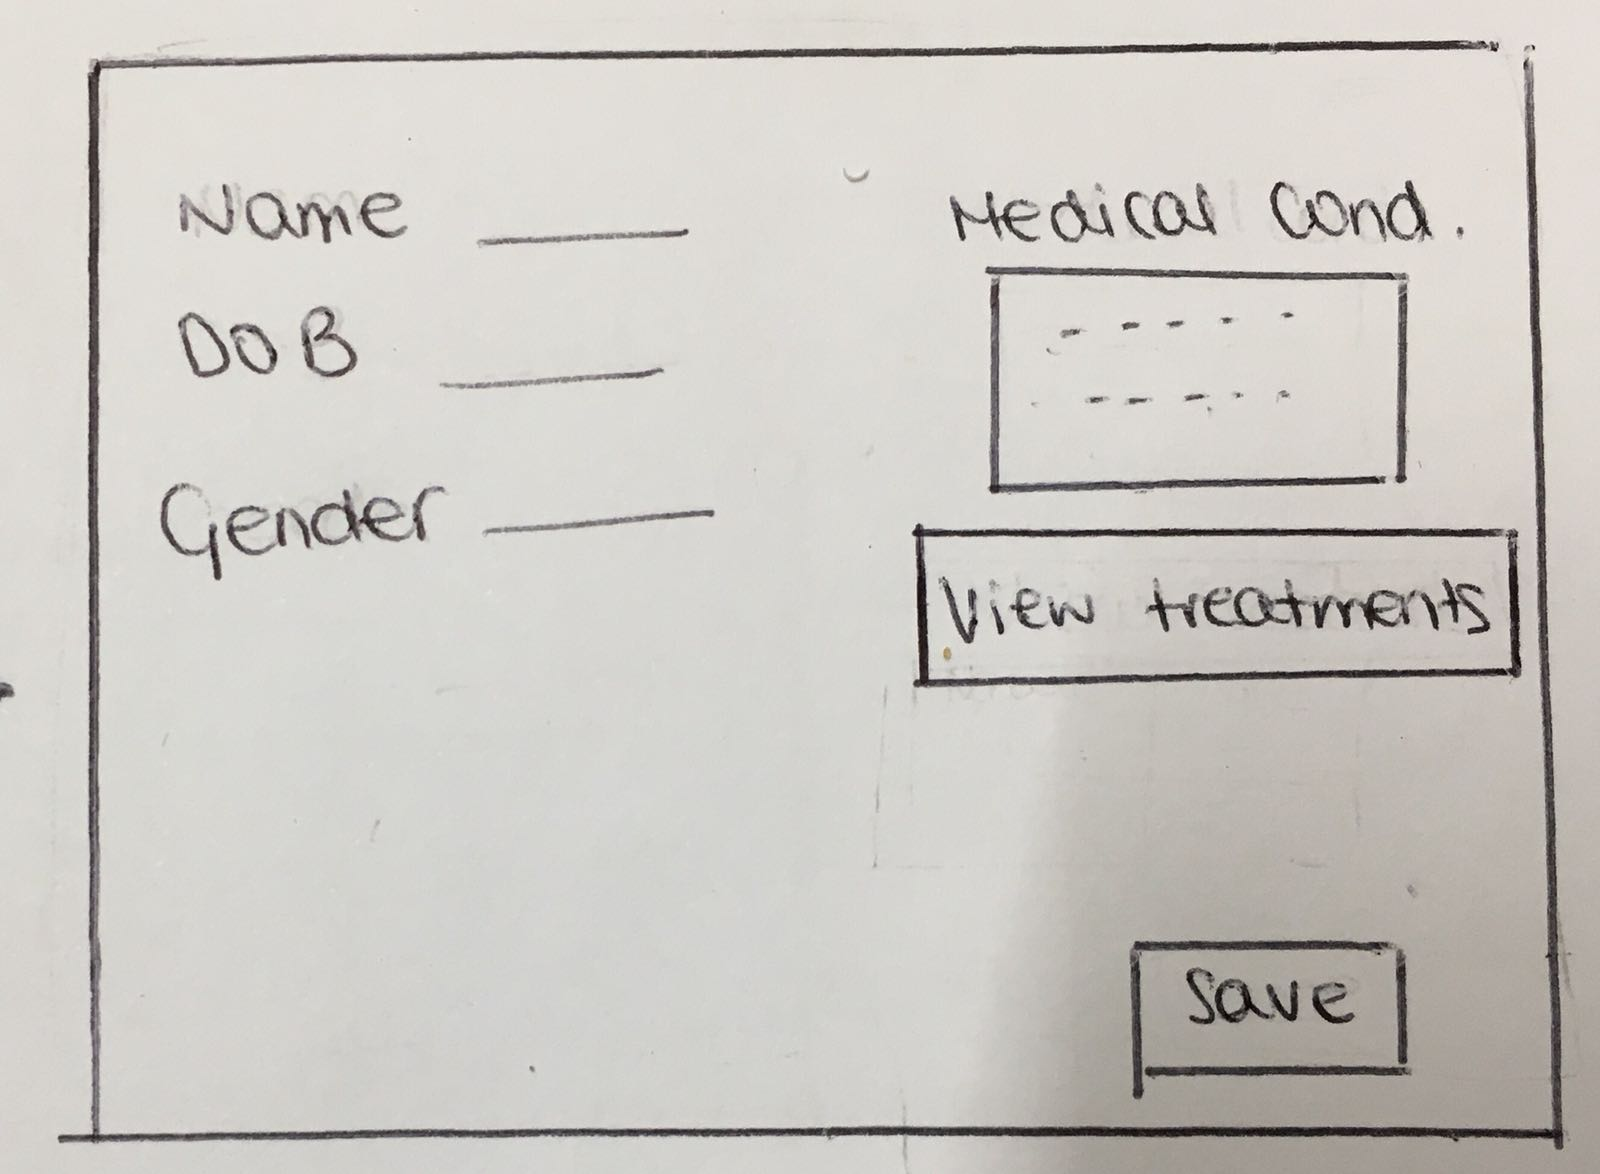 Name
DOB
Gender
Medical Cond.
View treatments
Save